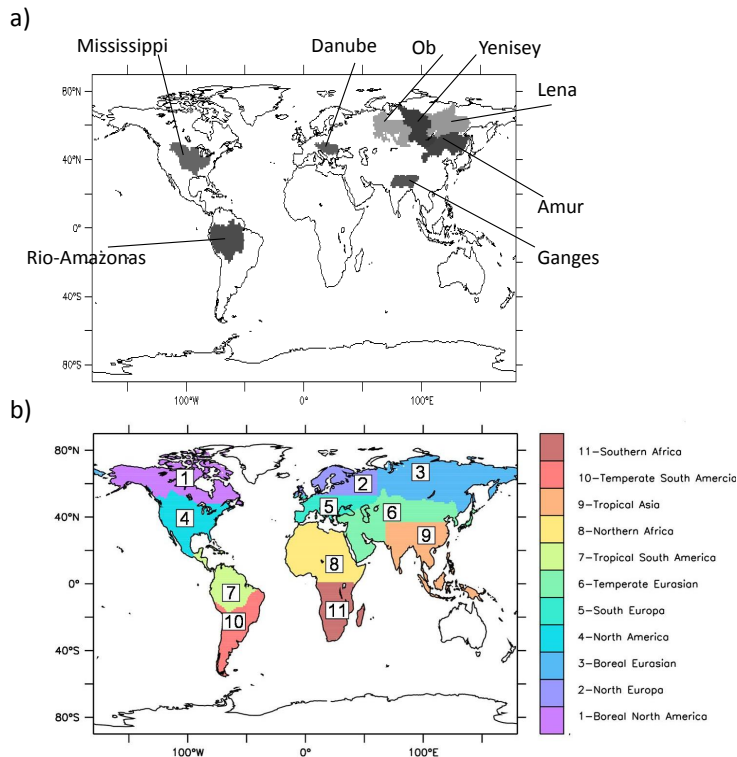 a)
Mississippi
Danube
Ob
Yenisey
Lena
Amur
Ganges
Rio-Amazonas
80°N
40°N
0°
40°S
80°S
100°W
0°
100°E
b)
80°N
40°N
0°
40°S
80°S
100°W
0°
100°E
1
2
3
4
5
6
7
8
9
10
11
11-Southern Africa
10-Temperate South Amercia
9-Tropical Asia
8-Northern Africa
7-Tropical South America
6-Temperate Eurasian
5-South Europa
4-North America
3-Boreal Eurasian
2-North Europa
1-Boreal North America